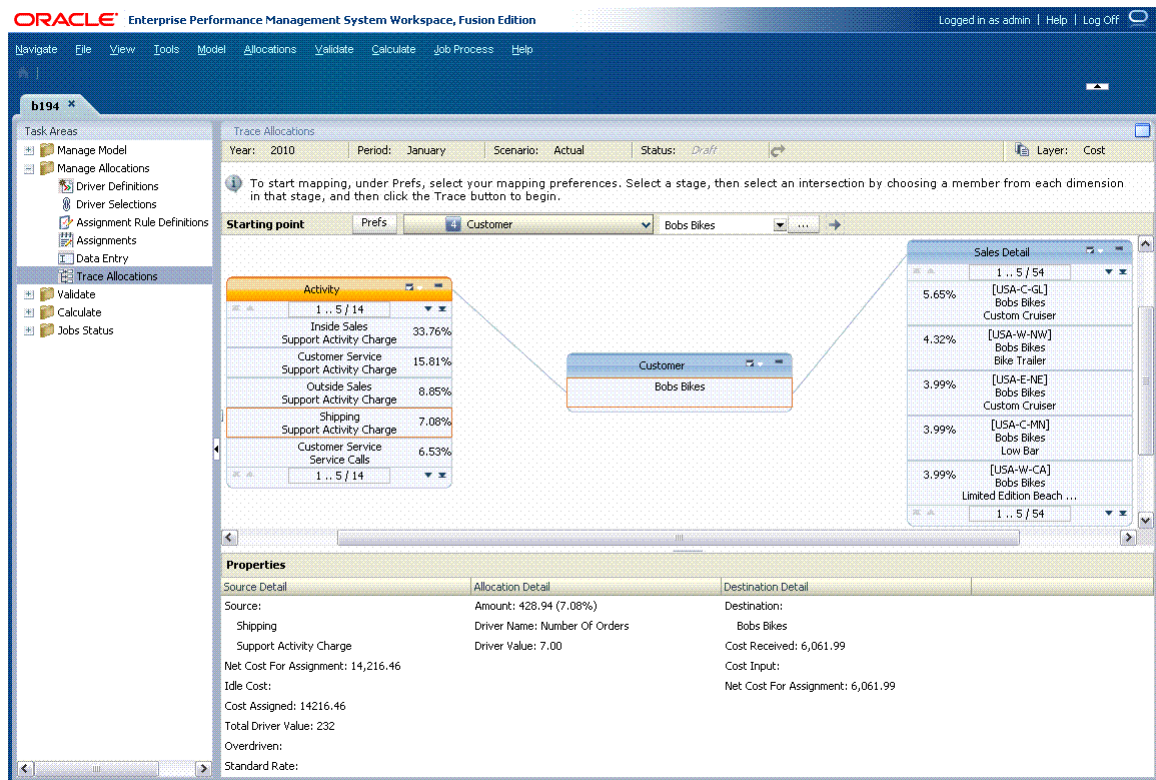 ORACLE Enterprise Performance Management System Workspace, Fusion Edition
Logged in as admin | Help | Log Off
Navigate File View Tools Model Allocations Validate Calculate Job Process Help
b194 ×
Task Areas
Manage Model
Manage Allocations
Driver Definitions
Driver Selections
Assignment Rule Definitions
Assignments
Data Entry
Trace Allocations
Validate
Calculate
Jobs Status
Trace Allocations
Year: 2010 Period: January Scenario: Actual Status: Draft Layer: Cost
To start mapping, under Prefs, select your mapping preferences. Select a stage, then select an intersection by choosing a member from each dimension
in that stage, and then click the Trace button to begin.
Starting point Prefs 4 Customer Bobs Bikes ...
Activity
1 .. 5 / 14
Inside Sales
Support Activity Charge 33.76%
Customer Service
Support Activity Charge 15.81%
Outside Sales
Support Activity Charge 8.85%
Shipping
Support Activity Charge 7.08%
Customer Service
Service Calls 6.53%
1 .. 5 / 14
Customer
Bobs Bikes
Sales Detail
1 .. 5 / 54
5.65% [USA-C-GL]
Bobs Bikes
Custom Cruiser
4.32% [USA-W-NW]
Bobs Bikes
Bike Trailer
3.99% [USA-E-NE]
Bobs Bikes
Custom Cruiser
3.99% [USA-C-MN]
Bobs Bikes
Low Bar
3.99% [USA-W-CA]
Bobs Bikes
Limited Edition Beach ...
1 .. 5 / 54
Properties
Source Detail Allocation Detail Destination Detail
Source: Amount: 428.94 (7.08%) Destination:
Shipping Driver Name: Number Of Orders Bobs Bikes
Support Activity Charge Driver Value: 7.00 Cost Received: 6,061.99
Net Cost For Assignment: 14,216.46 Cost Input:
Idle Cost: Net Cost For Assignment: 6,061.99
Cost Assigned: 14216.46
Total Driver Value: 232
Overdriven:
Standard Rate: